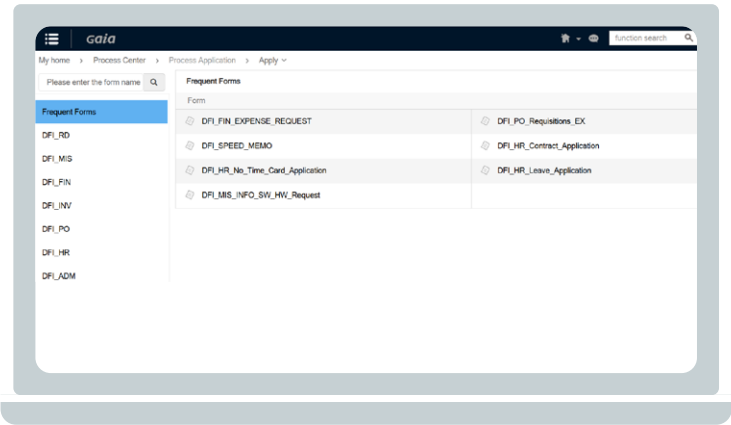 Gaia
function search
My home > Process Center > Process Application > Apply
Please enter the form name
Frequent Forms
DFI_RD
DFI_MIS
DFI_FIN
DFI_INV
DFI_PO
DFI_HR
DFI_ADM
Frequent Forms
Form
DFI_FIN_EXPENSE_REQUEST
DFI_PO_Requisitions_EX
DFI_SPEED_MEMO
DFI_HR_Contract_Application
DFI_HR_No_Time_Card_Application
DFI_HR_Leave_Application
DFI_MIS_INFO_SW_HW_Request